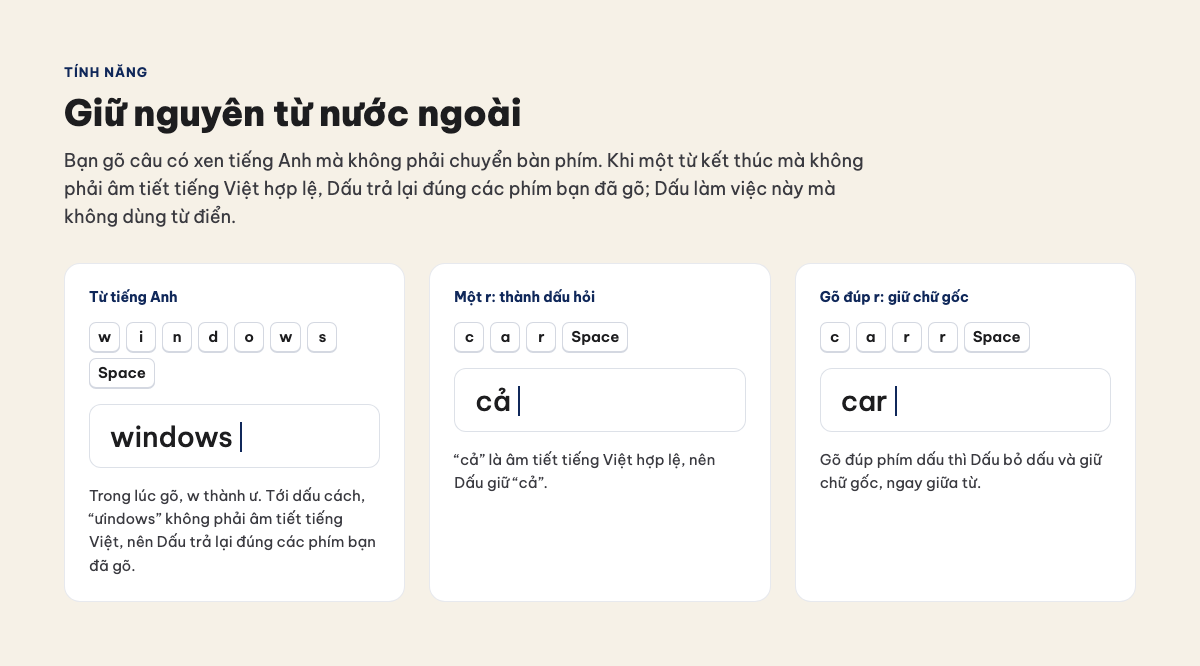 TÍNH NĂNG
Giữ nguyên từ nước ngoài
Bạn gõ câu có xen tiếng Anh mà không phải chuyển bàn phím. Khi một từ kết thúc mà không
phải âm tiết tiếng Việt hợp lệ, Dấu trả lại đúng các phím bạn đã gõ; Dấu làm việc này mà
không dùng từ điển.
Từ tiếng Anh
w i n d o w s
Space
windows
Trong lúc gõ, w thành ư. Tới dấu cách,
“ưindows” không phải âm tiết tiếng
Việt, nên Dấu trả lại đúng các phím bạn
đã gõ.
Một r: thành dấu hỏi
c a r Space
cả
“cả” là âm tiết tiếng Việt hợp lệ, nên
Dấu giữ “cả”.
Gõ đúp r: giữ chữ gốc
c a r r Space
car
Gõ đúp phím dấu thì Dấu bỏ dấu và giữ
chữ gốc, ngay giữa từ.